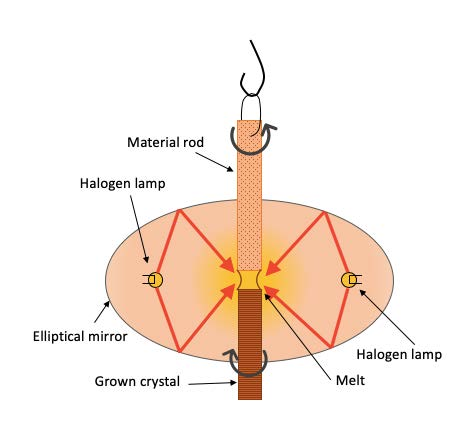 Material rod
Halogen lamp
Elliptical mirror
Halogen lamp
Grown crystal
Melt